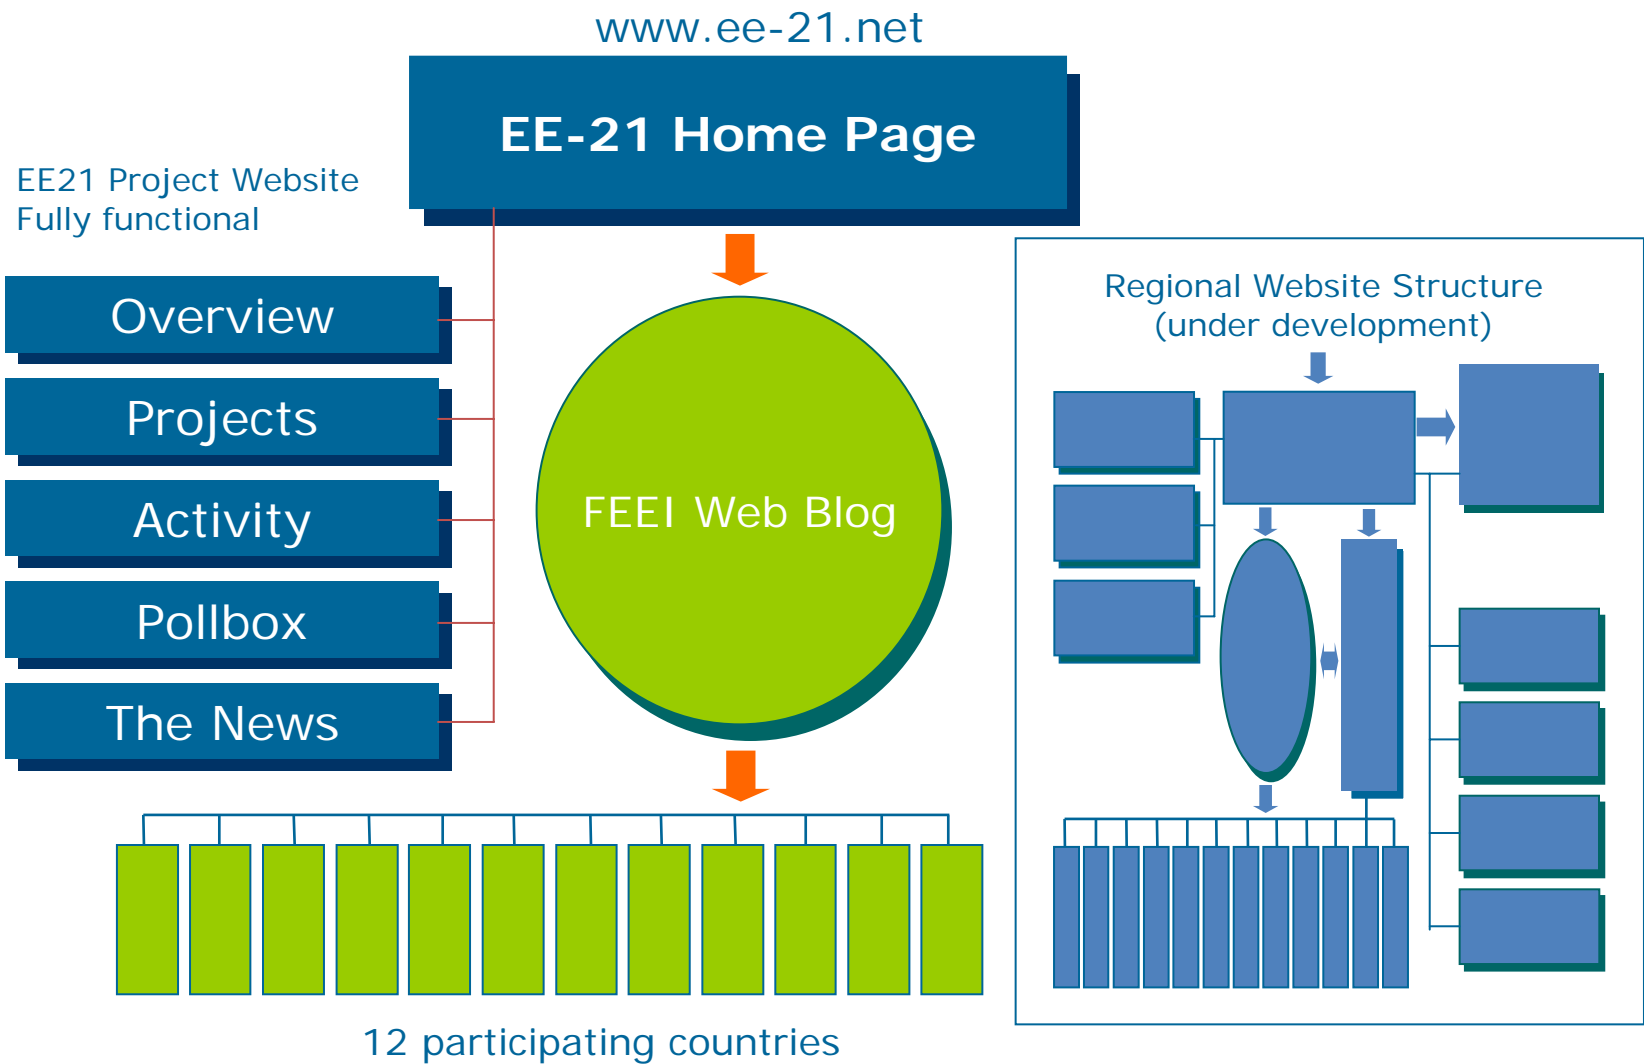 www.ee-21.net
EE-21 Home Page
EE21 Project Website
Fully functional
Overview
Projects
Activity
Pollbox
The News
FEEI Web Blog
12 participating countries
Regional Website Structure
(under development)